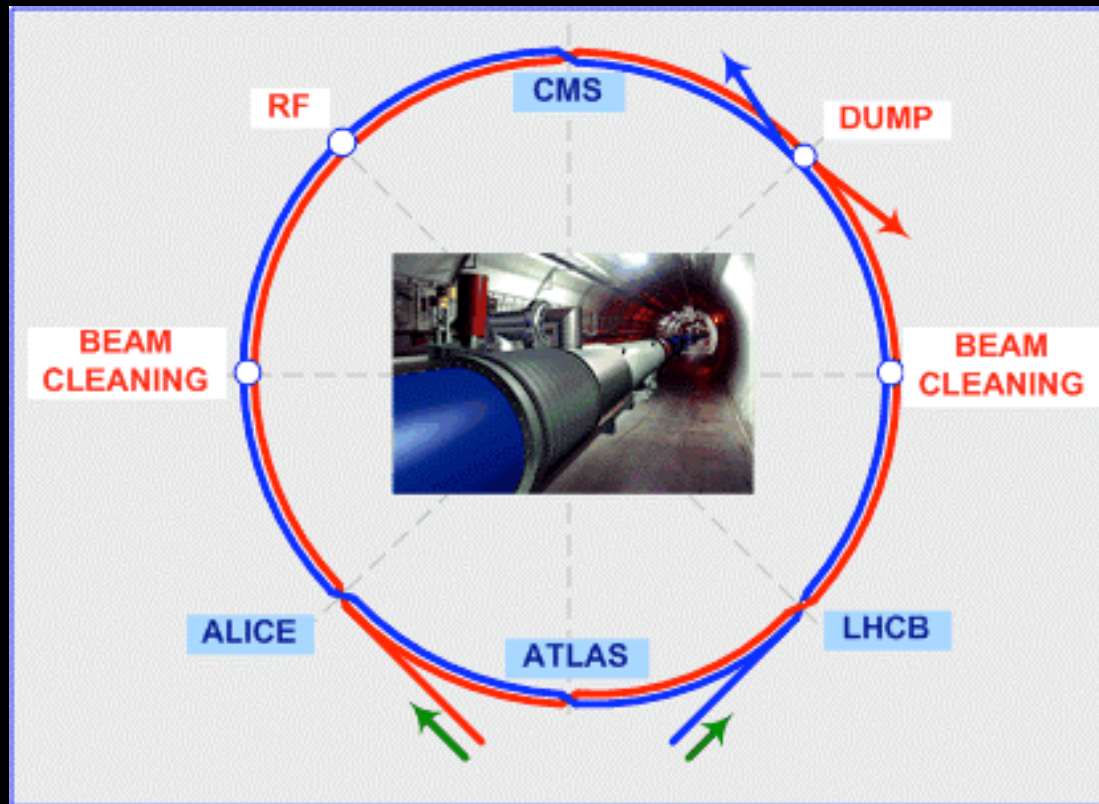 CMS
RF
DUMP
BEAM
CLEANING
BEAM
CLEANING
ALICE
ATLAS
LHCB